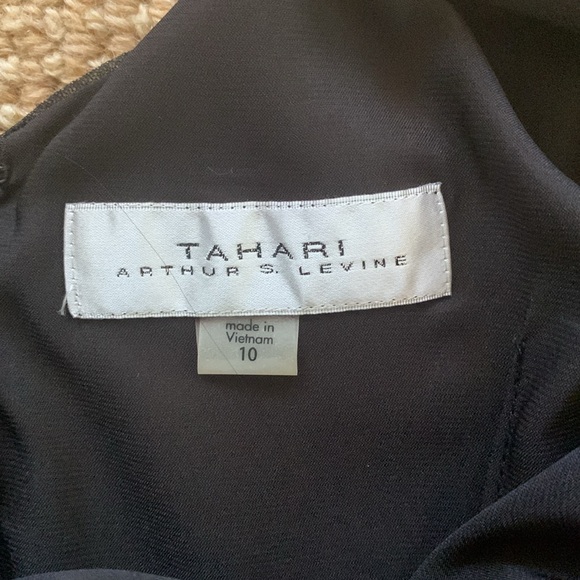 TAHARI
ARTHUR S. LEVINE
made in
Vietnam
10